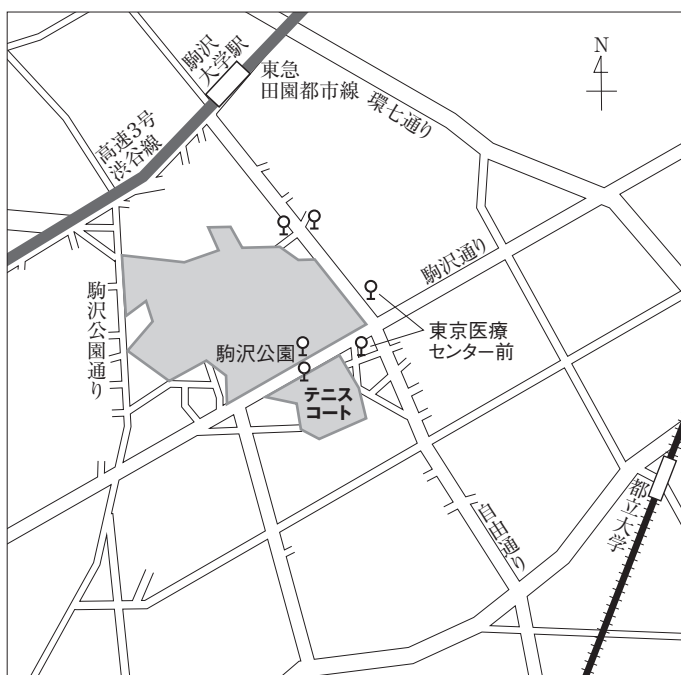 駒沢
大学駅
東急
田園都市線
環七通り
N
高速3号
渋谷線
駒沢通り
駒沢公園通り
駒沢公園
東京医療
センター前
テニス
コート
自由通り
都立大学